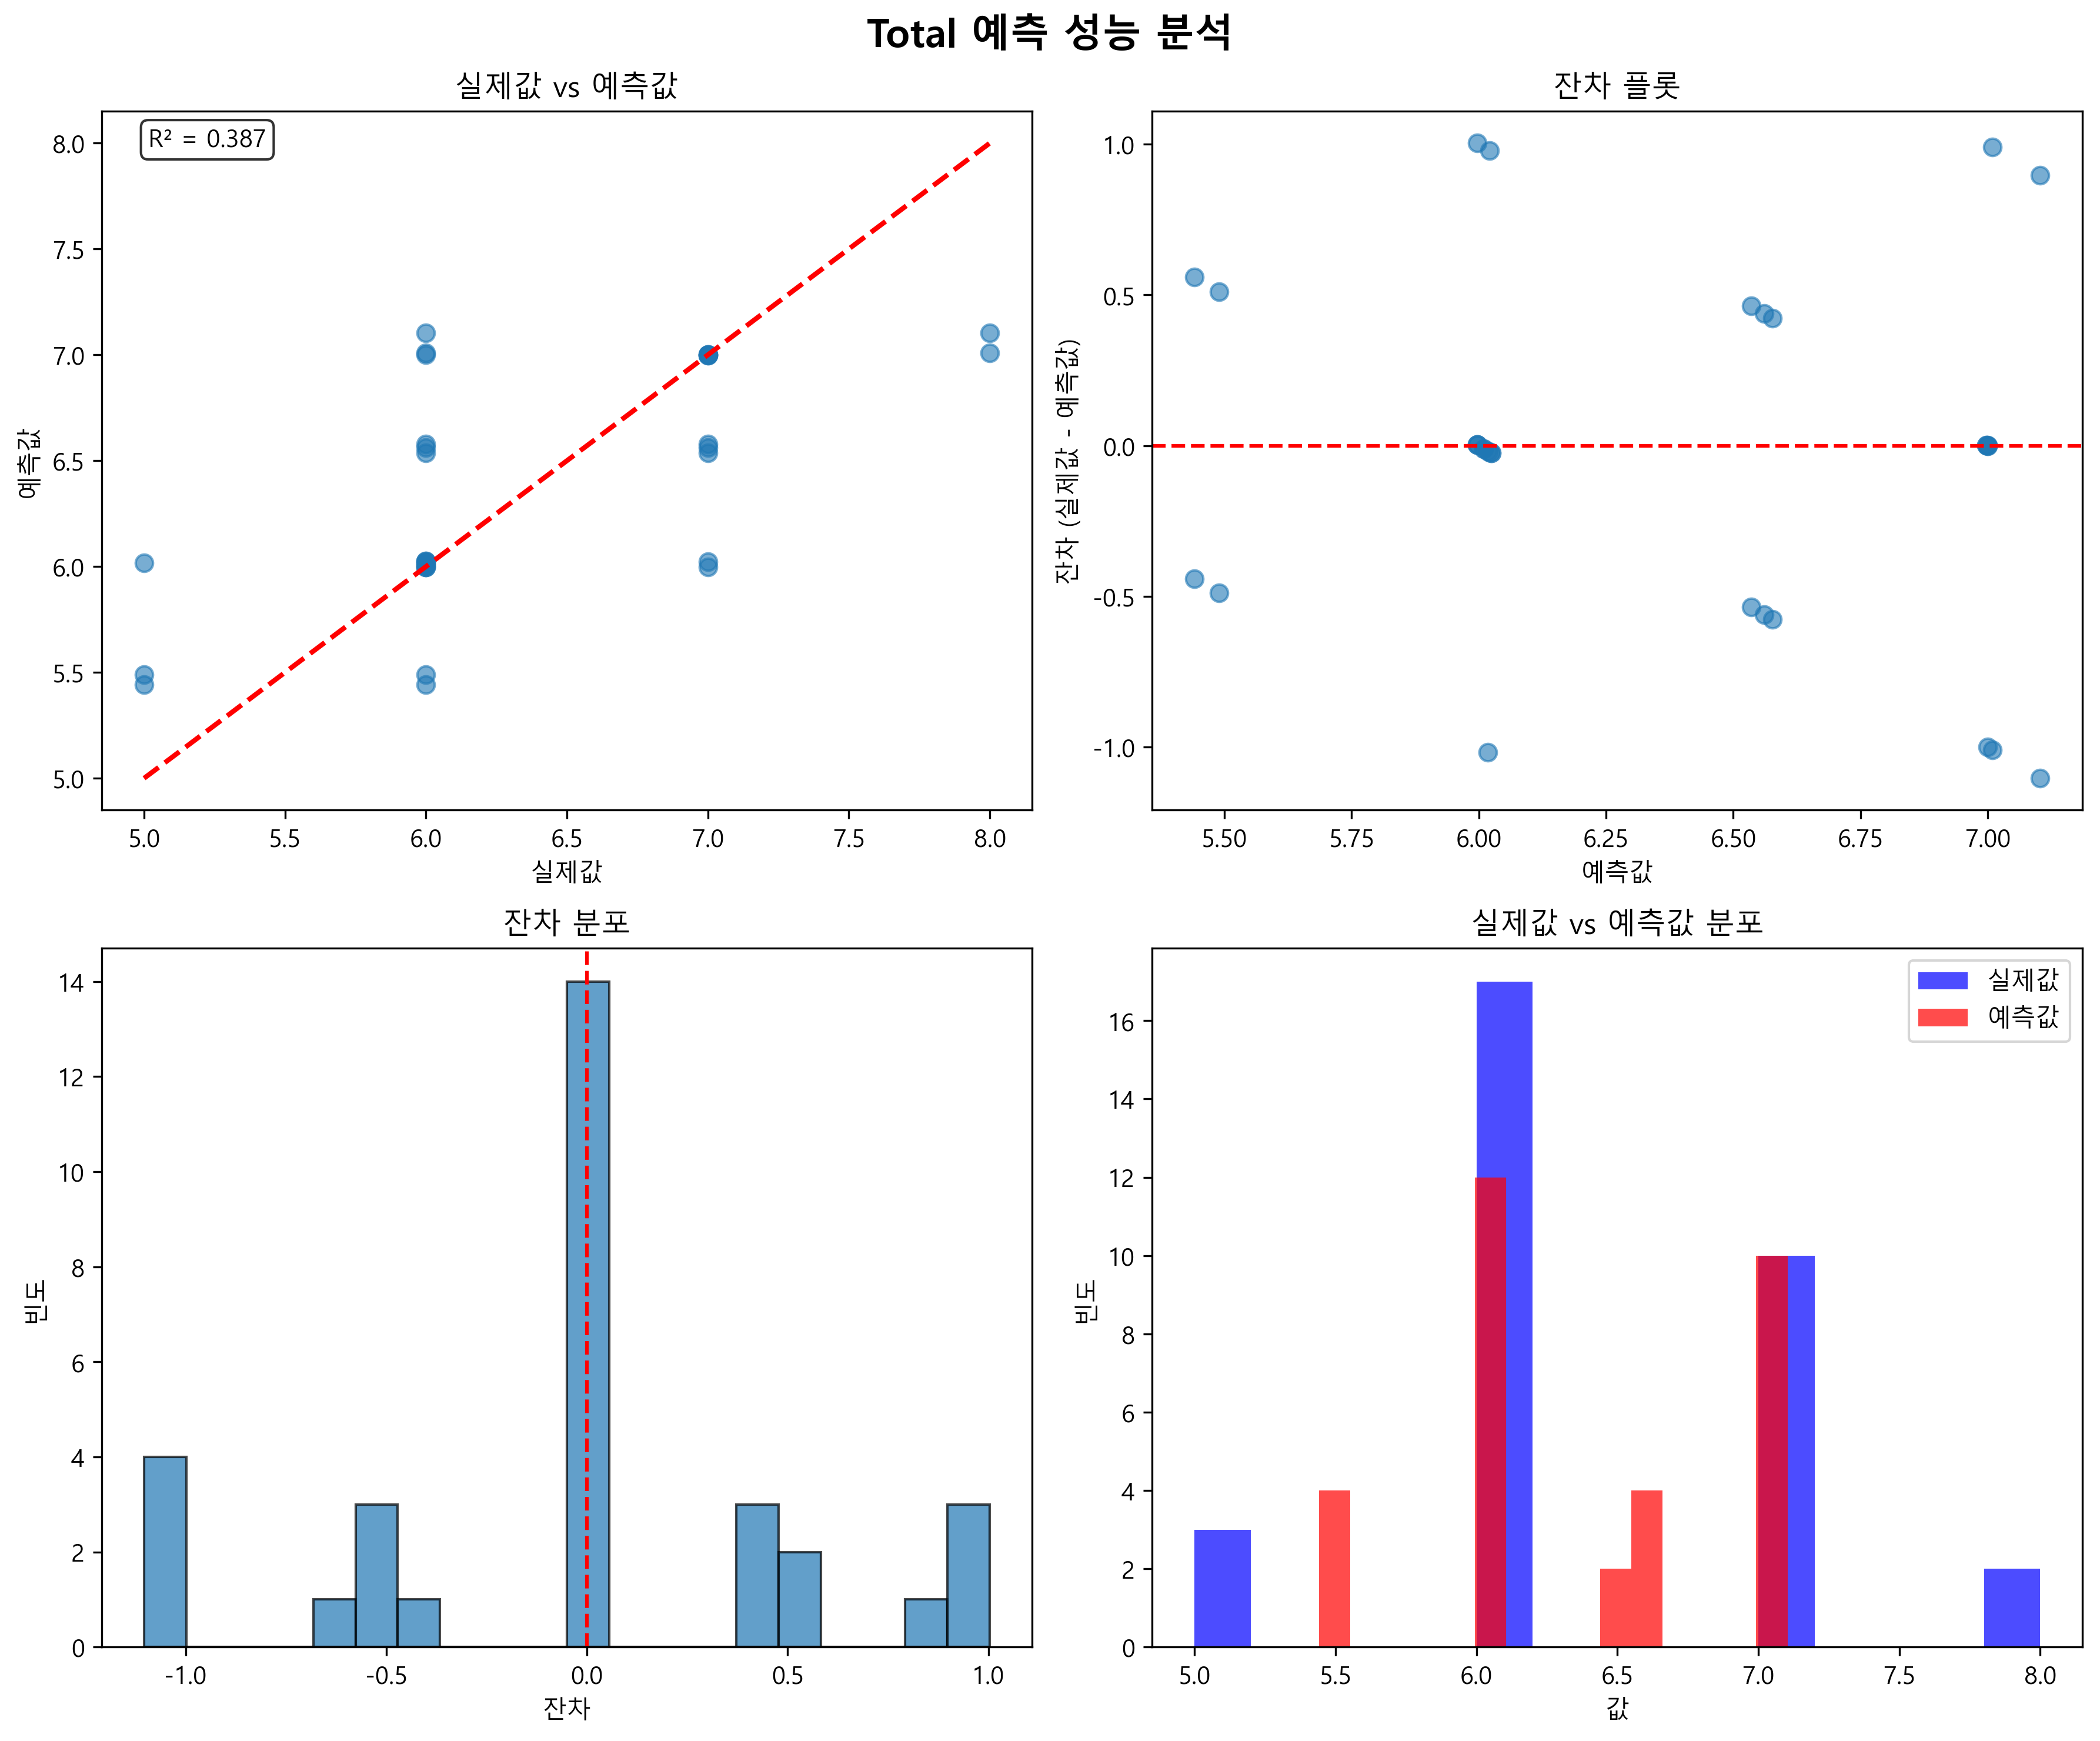 Total 예측 성능 분석
실제값 vs 예측값
R² = 0.387
8.0
7.5
7.0
6.5
6.0
5.5
5.0
예측값
5.0 5.5 6.0 6.5 7.0 7.5 8.0
실제값
잔차 플롯
1.0
0.5
0.0
-0.5
-1.0
잔차 (실제값 - 예측값)
5.50 5.75 6.00 6.25 6.50 6.75 7.00
예측값
잔차 분포
14
12
10
8
6
4
2
0
빈도
-1.0 -0.5 0.0 0.5 1.0
잔차
실제값 vs 예측값 분포
실제값
예측값
16
14
12
10
8
6
4
2
0
빈도
5.0 5.5 6.0 6.5 7.0 7.5 8.0
값